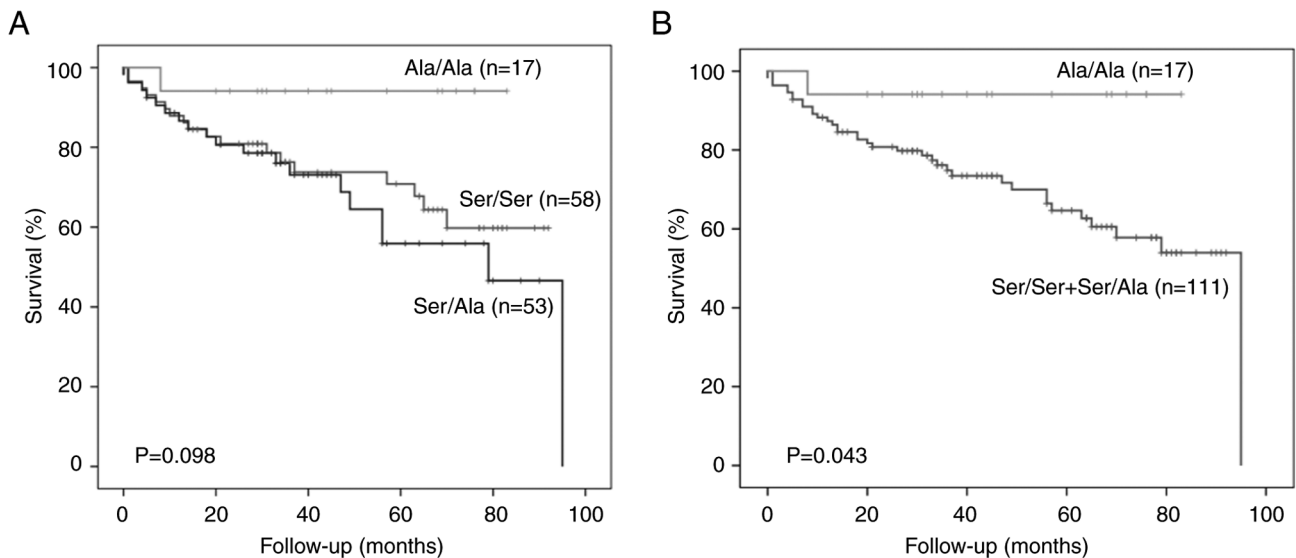 A
Survival (%)
100
80
60
40
20
0
Ala/Ala (n=17)
Ser/Ser (n=58)
Ser/Ala (n=53)
P=0.098
0 20 40 60 80 100
Follow-up (months)
B
Survival (%)
100
80
60
40
20
0
Ala/Ala (n=17)
Ser/Ser+Ser/Ala (n=111)
P=0.043
0 20 40 60 80 100
Follow-up (months)